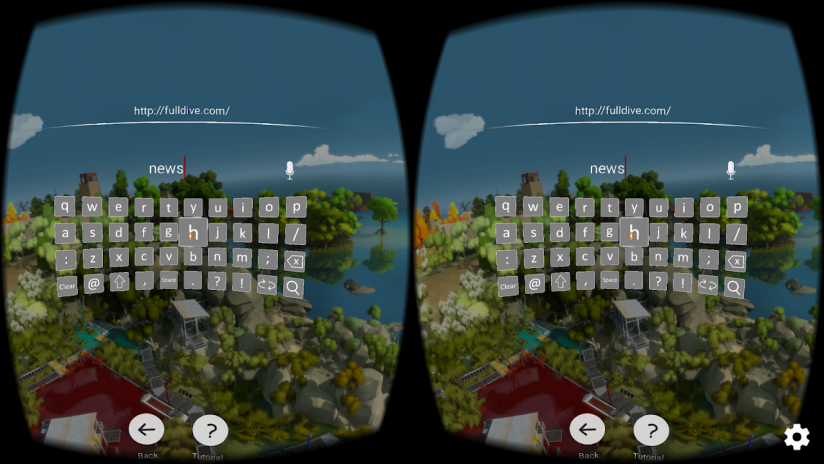 http://fulldive.com/ http://fulldive.com/
news news
q w e r t y u i o p q w e r t y u i o p
a s d f g h j k l / a s d f g h j k l /
: z x c v b n m ; : z x c v b n m ;
Clear @ , Space . ? ! Clear @ , Space . ? !
? ?
Back Tutorial Back Tutorial